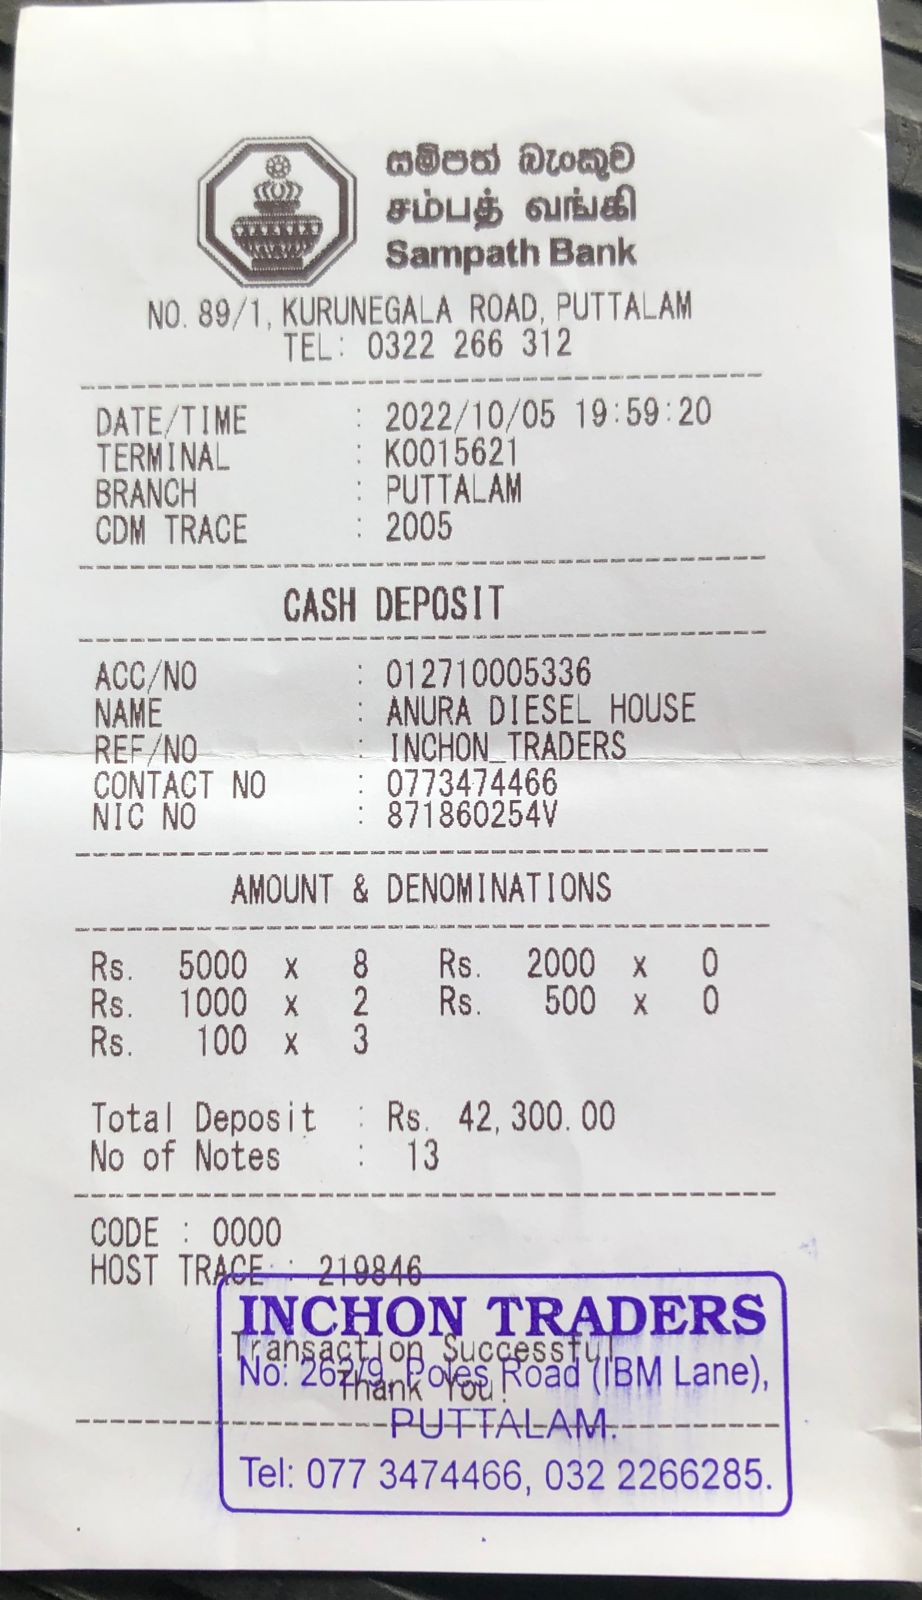 සම්පත් බැංකුව
சம்பத் வங்கி
Sampath Bank
NO. 89/1, KURUNEGALA ROAD, PUTTALAM
TEL: 0322 266 312
DATE/TIME : 2022/10/05 19:59:20
TERMINAL : K0015621
BRANCH : PUTTALAM
CDM TRACE : 2005
CASH DEPOSIT
ACC/NO : 012710005336
NAME : ANURA DIESEL HOUSE
REF/NO : INCHON_TRADERS
CONTACT NO : 0773474466
NIC NO : 871860254V
AMOUNT & DENOMINATIONS
Rs. 5000 x 8 Rs. 2000 x 0
Rs. 1000 x 2 Rs. 500 x 0
Rs. 100 x 3
Total Deposit : Rs. 42,300.00
No of Notes : 13
CODE : 0000
HOST TRACE : 219846
INCHON TRADERS
Transaction Successful
No: 262/9, Poles Road (IBM Lane),
Thank You!
PUTTALAM.
Tel: 077 3474466, 032 2266285.